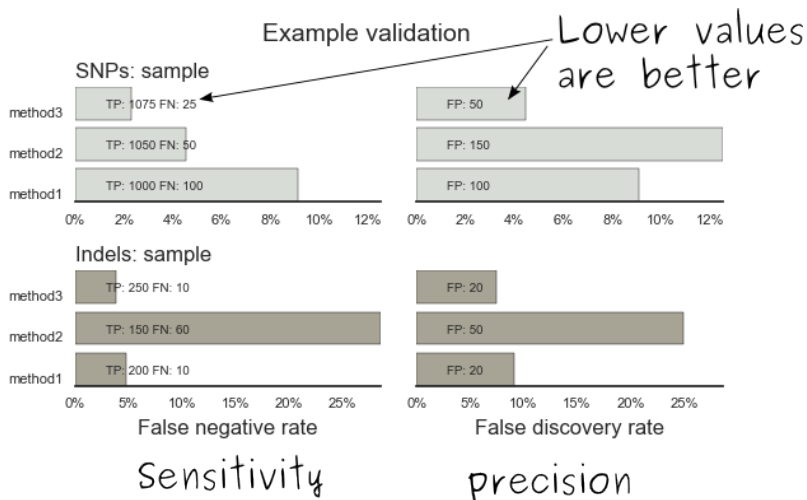 Example validation
Lower values
are better
SNPs: sample
method3
TP: 1075 FN: 25
FP: 50
method2
TP: 1050 FN: 50
FP: 150
method1
TP: 1000 FN: 100
FP: 100
0% 2% 4% 6% 8% 10% 12%
0% 2% 4% 6% 8% 10% 12%
Indels: sample
method3
TP: 250 FN: 10
FP: 20
method2
TP: 150 FN: 60
FP: 50
method1
TP: 200 FN: 10
FP: 20
0% 5% 10% 15% 20% 25%
0% 5% 10% 15% 20% 25%
False negative rate
False discovery rate
Sensitivity
precision